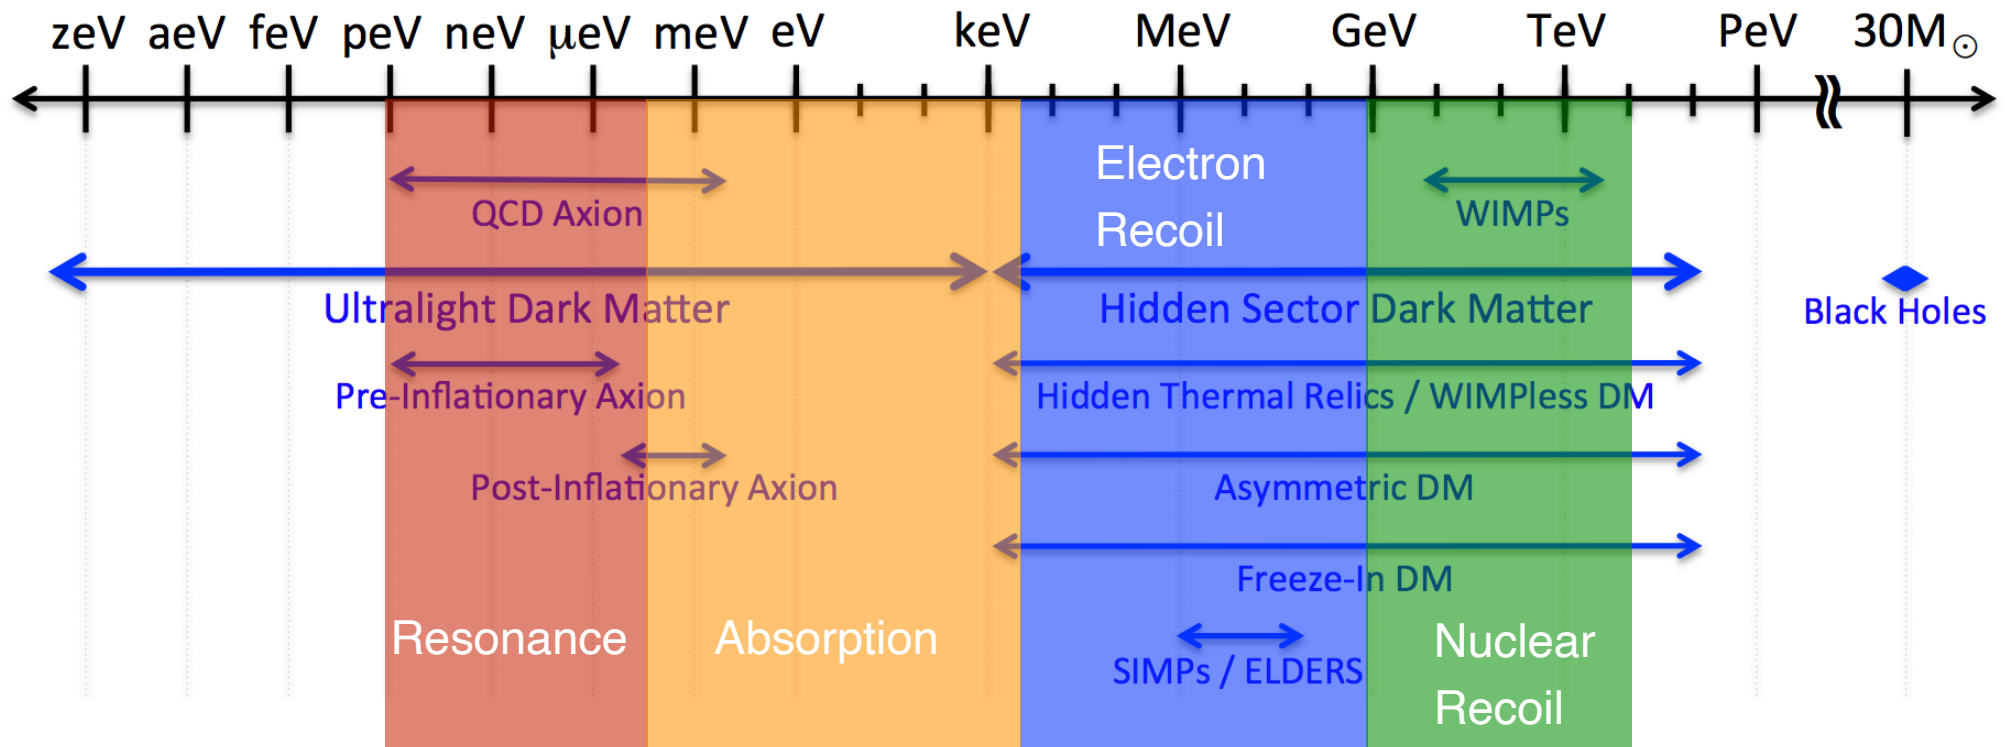 zeV aeV feV peV neV μeV meV eV keV MeV GeV TeV PeV 30M☉
Electron
Recoil
QCD Axion
WIMPs
Ultralight Dark Matter
Hidden Sector Dark Matter
Black Holes
Pre-Inflationary Axion
Hidden Thermal Relics / WIMPless DM
Post-Inflationary Axion
Asymmetric DM
Freeze-In DM
Resonance
Absorption
SIMPs / ELDERS
Nuclear
Recoil